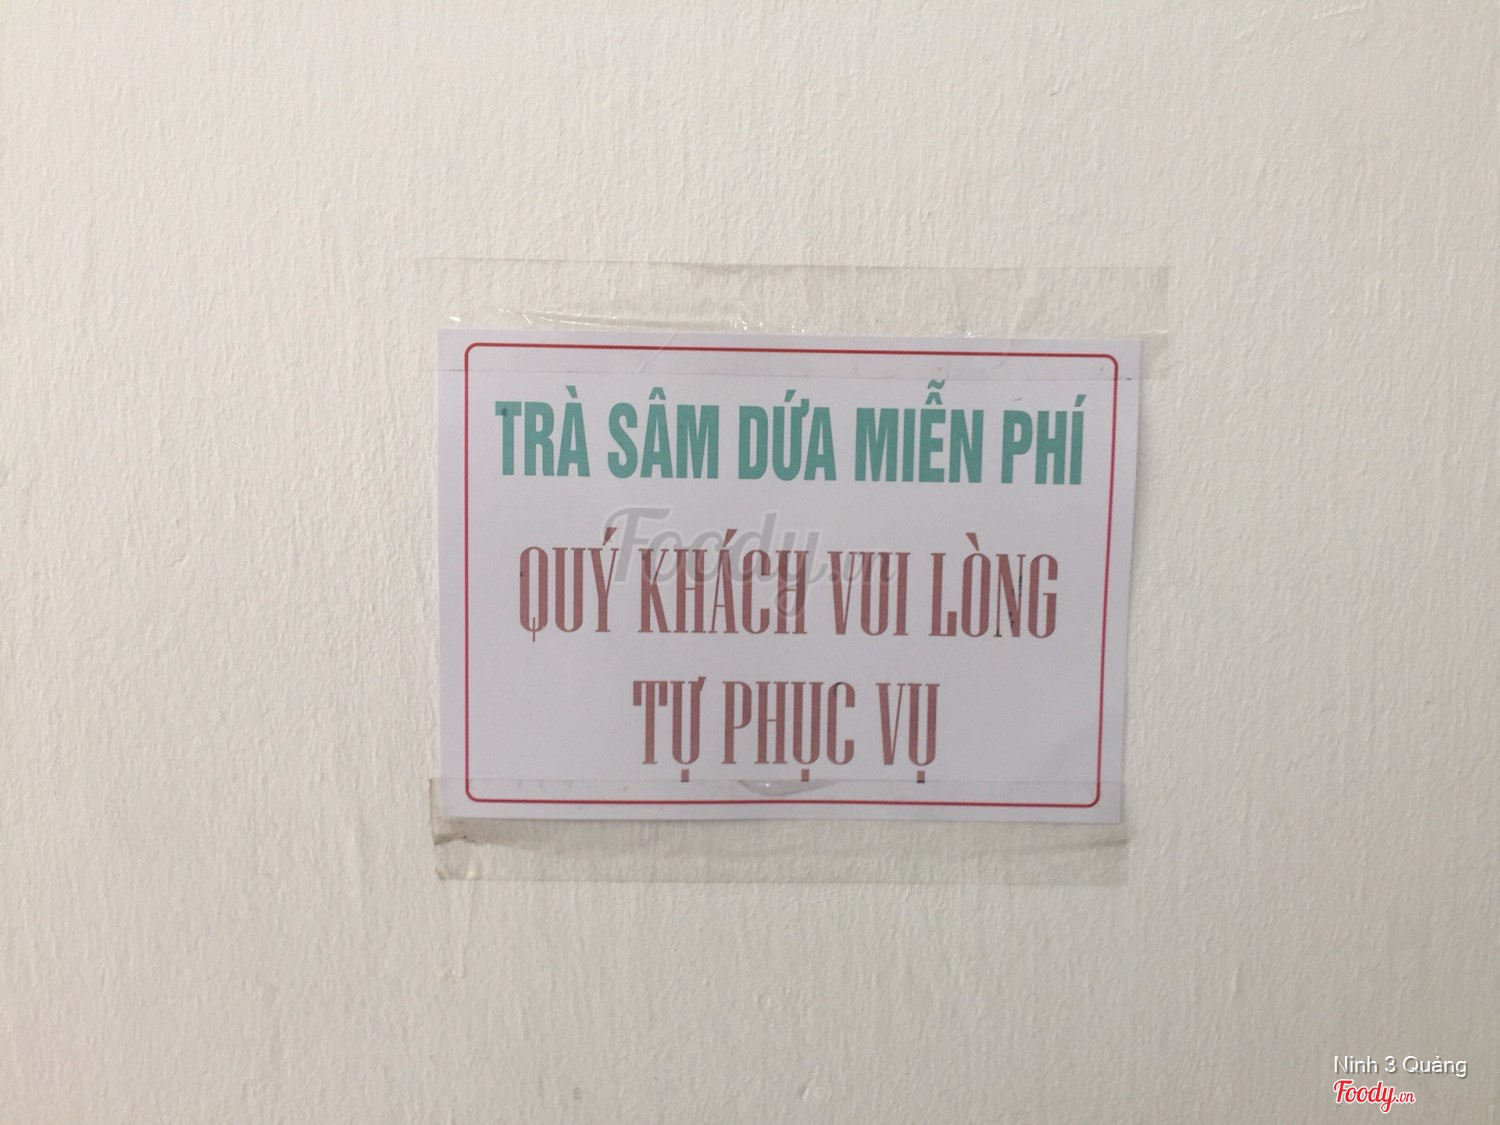 TRÀ SÂM DỨA MIỄN PHÍ
QUÝ KHÁCH VUI LÒNG
TỰ PHỤC VỤ
Foody.vn
Ninh 3 Quảng
Foody.vn